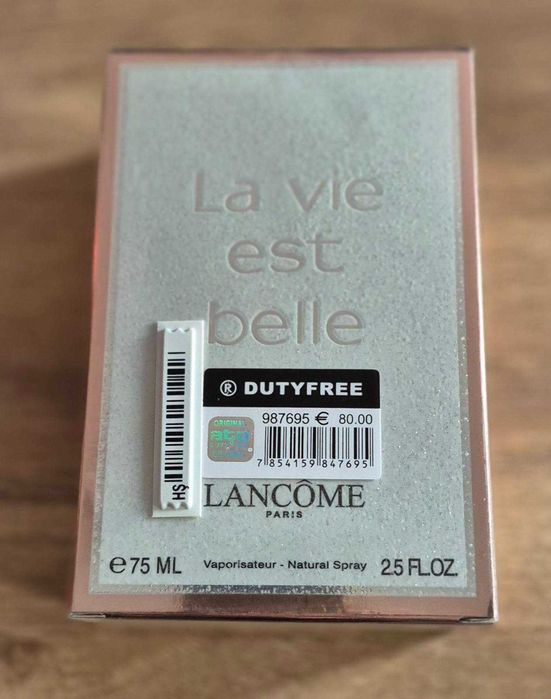 La vie
est
belle
® DUTYFREE
987695 € 80.00
ORIGINAL
7 854159 847695
HŞ
LANCÔME
PARIS
e 75 ML Vaporisateur - Natural Spray 2.5 FL.OZ.